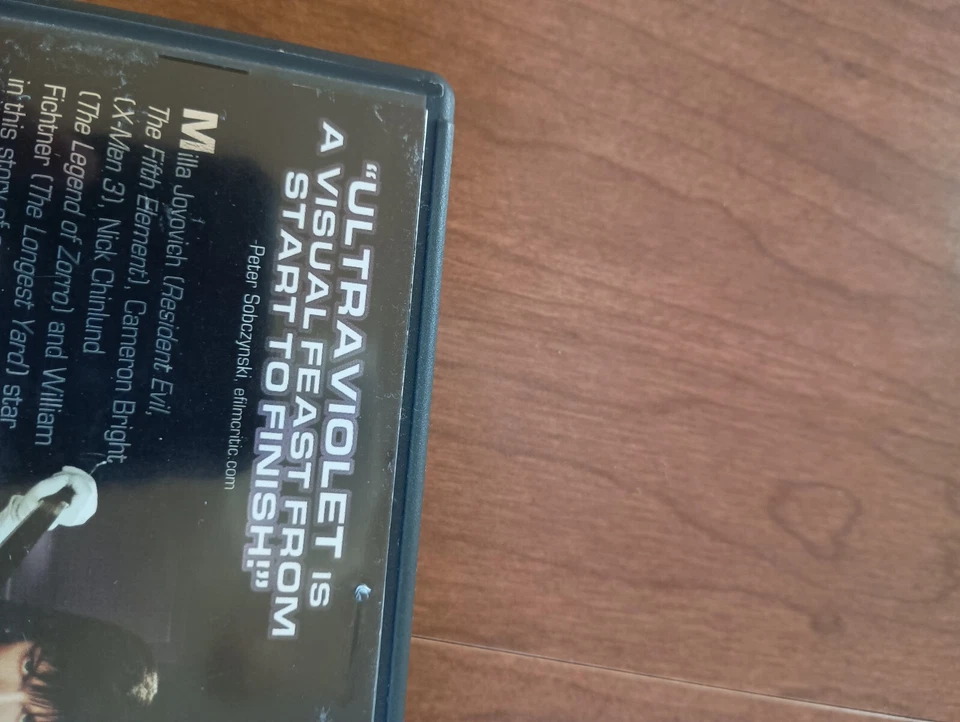 "ULTRAVIOLET IS
A VISUAL FEAST FROM
START TO FINISH!"
-Peter Sobczynski, efilmcritic.com
Milla Jovovich (Resident Evil,
The Fifth Element), Cameron Bright
(X-Men 3), Nick Chinlund
(The Legend of Zorro) and William
Fichtner (The Longest Yard) star
in this story of